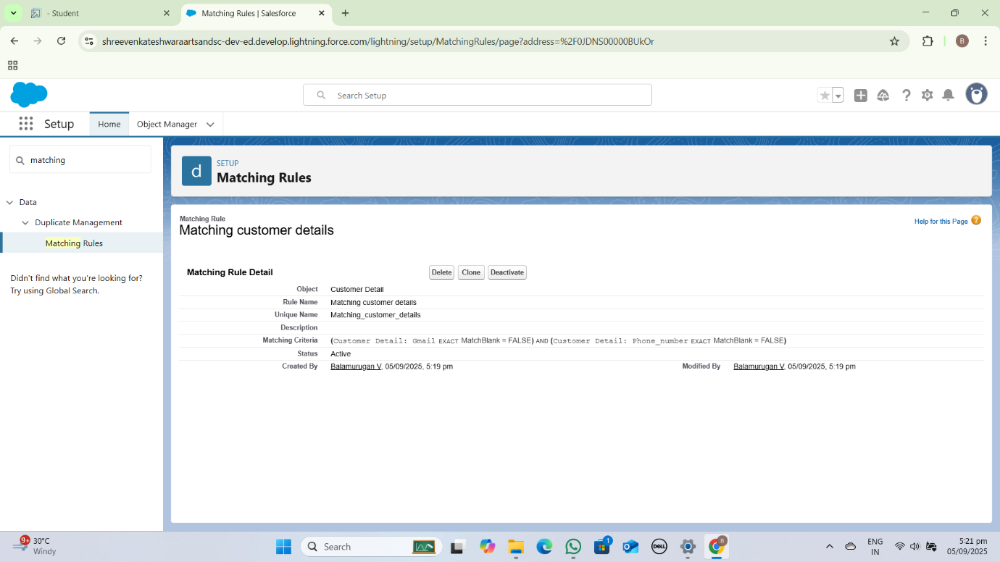 - Student
Matching Rules | Salesforce
shreevenkateshwaraartsandsc-dev-ed.develop.lightning.force.com/lightning/setup/MatchingRules/page?address=%2F0JDNS00000BUkOr
B
Search Setup
Setup
Home
Object Manager
matching
Data
Duplicate Management
Matching Rules
Didn't find what you're looking for?
Try using Global Search.
d
SETUP
Matching Rules
Matching Rule
Matching customer details
Help for this Page ?
Matching Rule Detail
Delete
Clone
Deactivate
Object Customer Detail
Rule Name Matching customer details
Unique Name Matching_customer_details
Description
Matching Criteria (Customer Detail: Gmail EXACT MatchBlank = FALSE) AND (Customer Detail: Phone_number EXACT MatchBlank = FALSE)
Status Active
Created By Balamurugan V, 05/09/2025, 5:19 pm Modified By Balamurugan V, 05/09/2025, 5:19 pm
9+
30°C
Windy
Search
1
DELL
B
ENG
IN
5:21 pm
05/09/2025